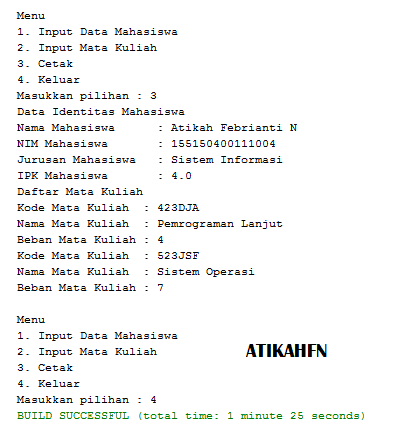 Menu
1. Input Data Mahasiswa
2. Input Mata Kuliah
3. Cetak
4. Keluar
Masukkan pilihan : 3
Data Identitas Mahasiswa
Nama Mahasiswa      : Atikah Febrianti N
NIM Mahasiswa       : 155150400111004
Jurusan Mahasiswa   : Sistem Informasi
IPK Mahasiswa       : 4.0
Daftar Mata Kuliah
Kode Mata Kuliah  : 423DJA
Nama Mata Kuliah  : Pemrograman Lanjut
Beban Mata Kuliah : 4
Kode Mata Kuliah  : 523JSF
Nama Mata Kuliah  : Sistem Operasi
Beban Mata Kuliah : 7
Menu
1. Input Data Mahasiswa
2. Input Mata Kuliah
ATIKAHFN
3. Cetak
4. Keluar
Masukkan pilihan : 4
BUILD SUCCESSFUL (total time: 1 minute 25 seconds)